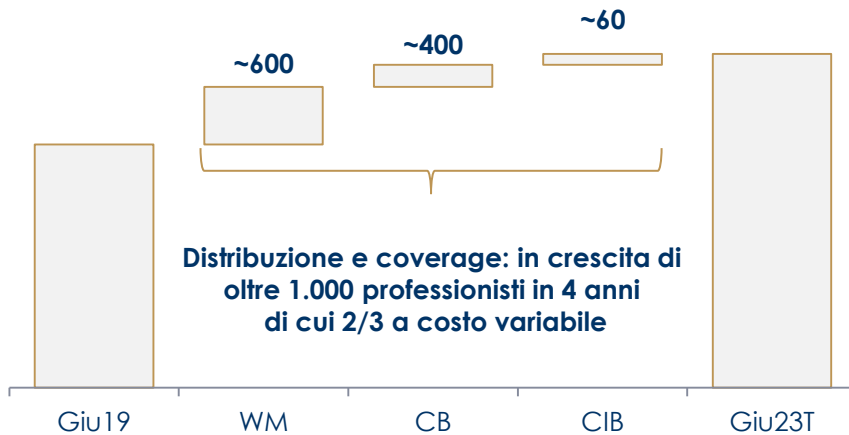 ~600
~400
~60
Distribuzione e coverage: in crescita di
oltre 1.000 professionisti in 4 anni
di cui 2/3 a costo variabile
Giu19
WM
CB
CIB
Giu23T